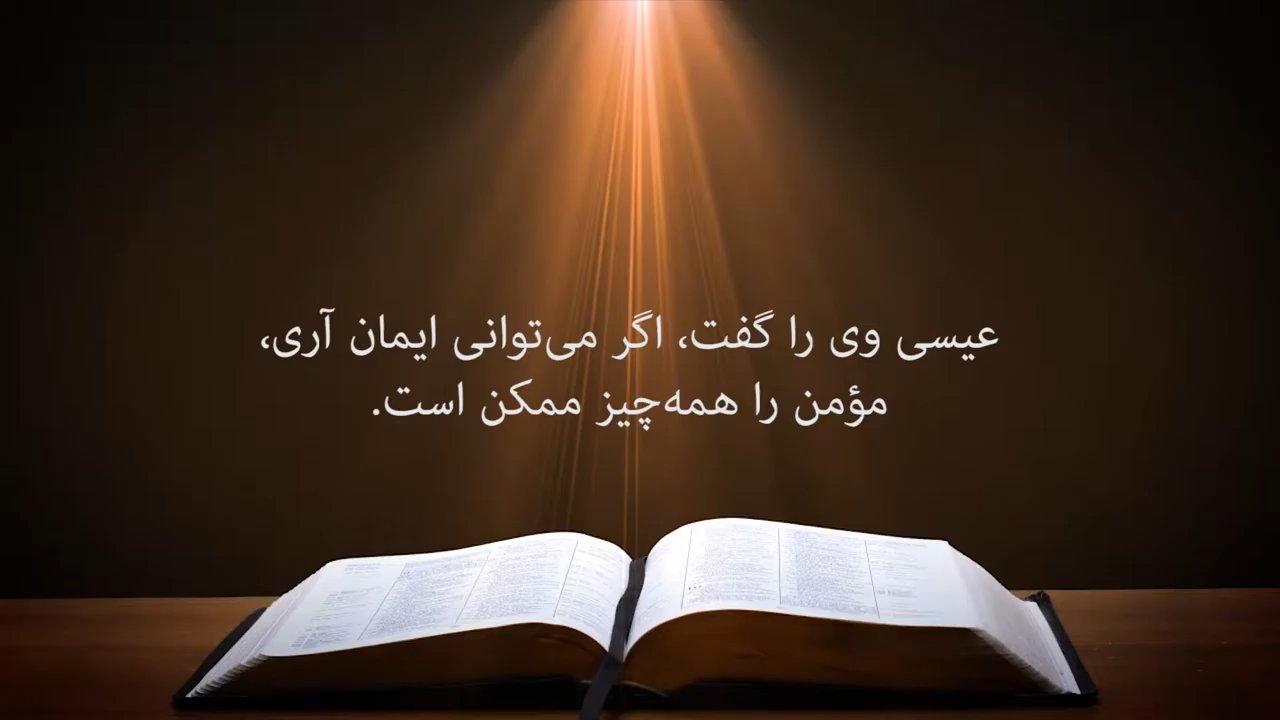 عیسی وی را گفت، اگر می‌توانی ایمان آری،
مؤمن را همه‌چیز ممکن است.